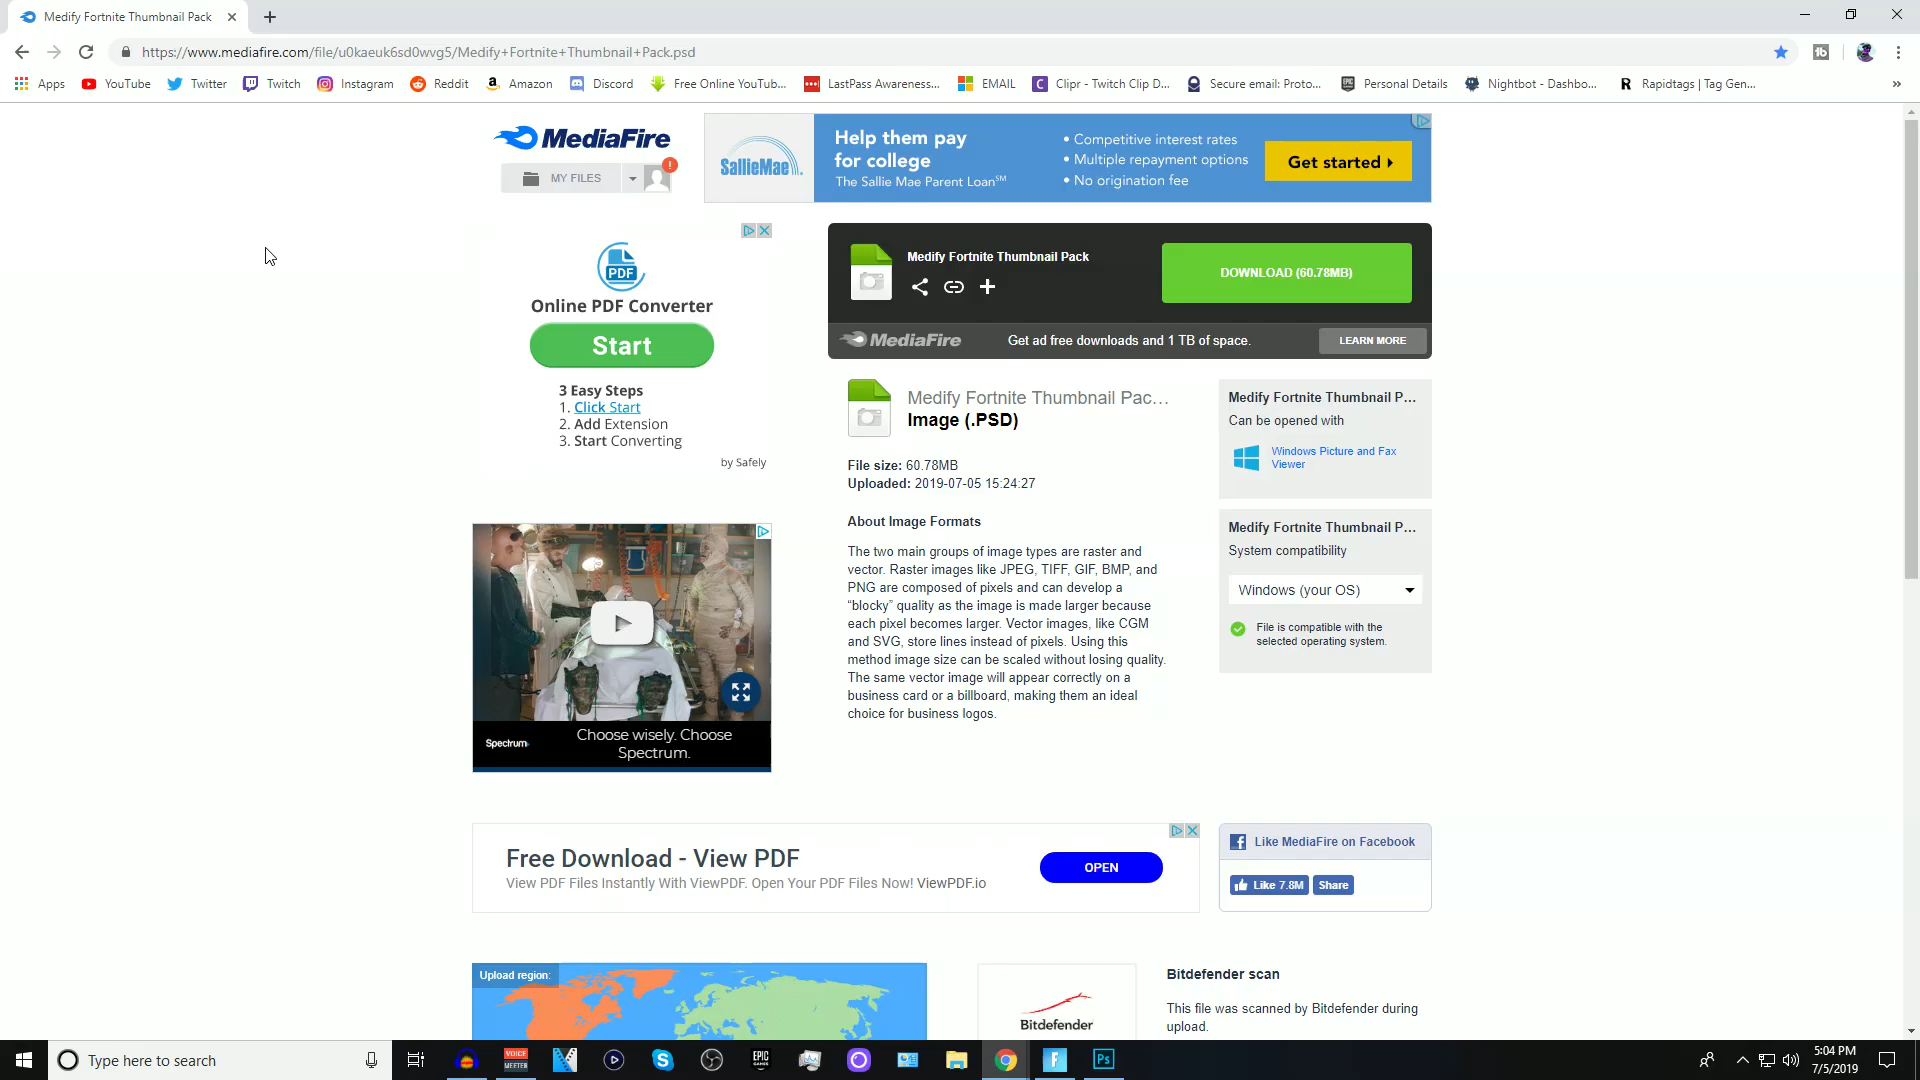 Medify Fortnite Thumbnail Pack
https://www.mediafire.com/file/u0kaeuk6sd0wvg5/Medify+Fortnite+Thumbnail+Pack.psd
Apps
YouTube
Twitter
Twitch
Instagram
Reddit
Amazon
Discord
Free Online YouTub...
LastPass Awareness...
EMAIL
Clipr - Twitch Clip D...
Secure email: Proto...
Personal Details
Nightbot - Dashbo...
Rapidtags | Tag Gen...
MediaFire
MY FILES
SallieMae
Help them pay
for college
The Sallie Mae Parent Loan℠
• Competitive interest rates
• Multiple repayment options
• No origination fee
Get started
PDF
Online PDF Converter
Start
3 Easy Steps
1. Click Start
2. Add Extension
3. Start Converting
by Safely
Medify Fortnite Thumbnail Pack
DOWNLOAD (60.78MB)
MediaFire
Get ad free downloads and 1 TB of space.
LEARN MORE
Medify Fortnite Thumbnail Pac...
Image (.PSD)
File size: 60.78MB
Uploaded: 2019-07-05 15:24:27
About Image Formats
The two main groups of image types are raster and
vector. Raster images like JPEG, TIFF, GIF, BMP, and
PNG are composed of pixels and can develop a
“blocky” quality as the image is made larger because
each pixel becomes larger. Vector images, like CGM
and SVG, store lines instead of pixels. Using this
method image size can be scaled without losing quality.
The same vector image will appear correctly on a
business card or a billboard, making them an ideal
choice for business logos.
Medify Fortnite Thumbnail P...
Can be opened with
Windows Picture and Fax
Viewer
Medify Fortnite Thumbnail P...
System compatibility
Windows (your OS)
File is compatible with the
selected operating system.
Spectrum
Choose wisely. Choose
Spectrum.
Free Download - View PDF
View PDF Files Instantly With ViewPDF. Open Your PDF Files Now! ViewPDF.io
OPEN
Like MediaFire on Facebook
Like 7.8M
Share
Upload region:
Bitdefender
Bitdefender scan
This file was scanned by Bitdefender during
upload.
Type here to search
VOICE
MEETER
EPIC
GAMES
Ps
5:04 PM
7/5/2019